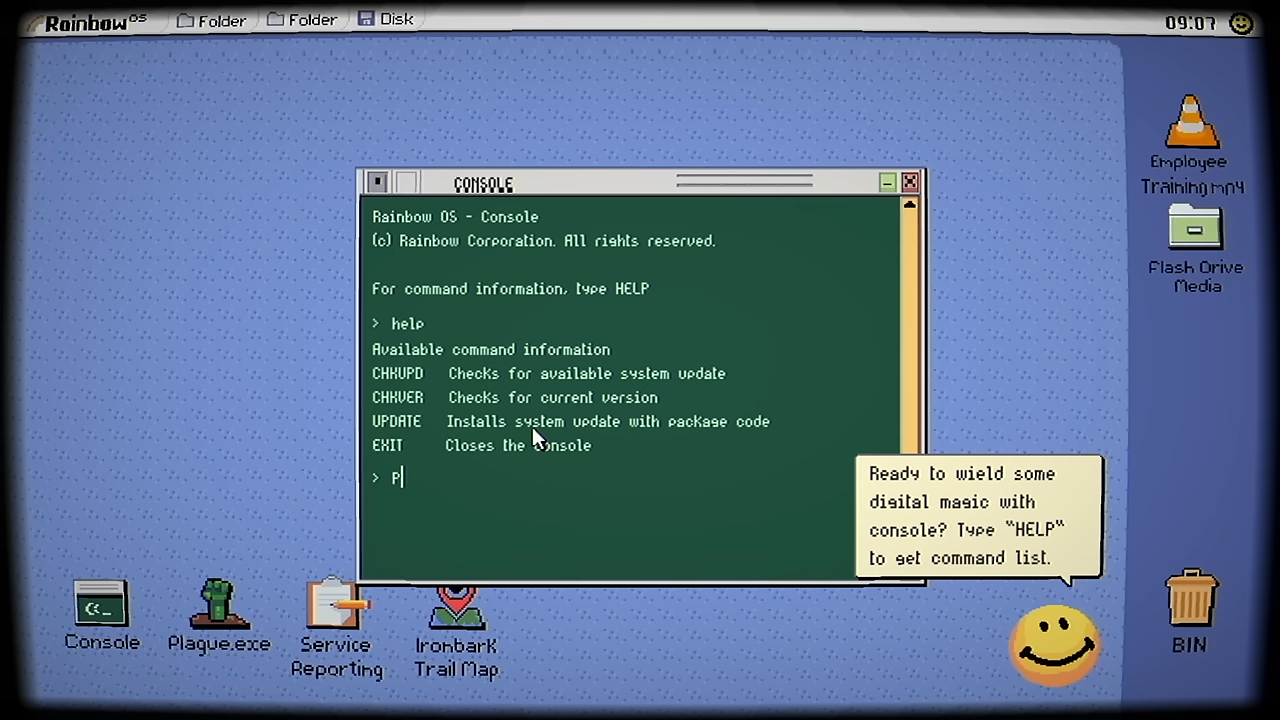 RainbowOS
Folder
Folder
Disk
09:07
Employee
Training.mp4
Flash Drive
Media
CONSOLE
Rainbow OS - Console
(c) Rainbow Corporation. All rights reserved.
For command information, type HELP
> help
Available command information
CHKUPD Checks for available system update
CHKVER Checks for current version
UPDATE Installs system update with package code
EXIT Closes the console
> P
Ready to wield some
digital magic with
console? Type "HELP"
to get command list.
Console
Plague.exe
Service
Reporting
Ironbark
Trail Map
BIN